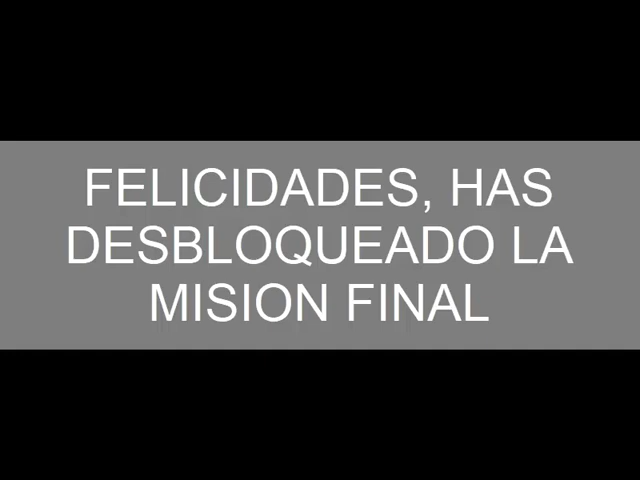 FELICIDADES, HAS
DESBLOQUEADO LA
MISION FINAL